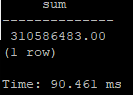 sum
--------------
310586483.00
(1 row)
Time: 90.461 ms